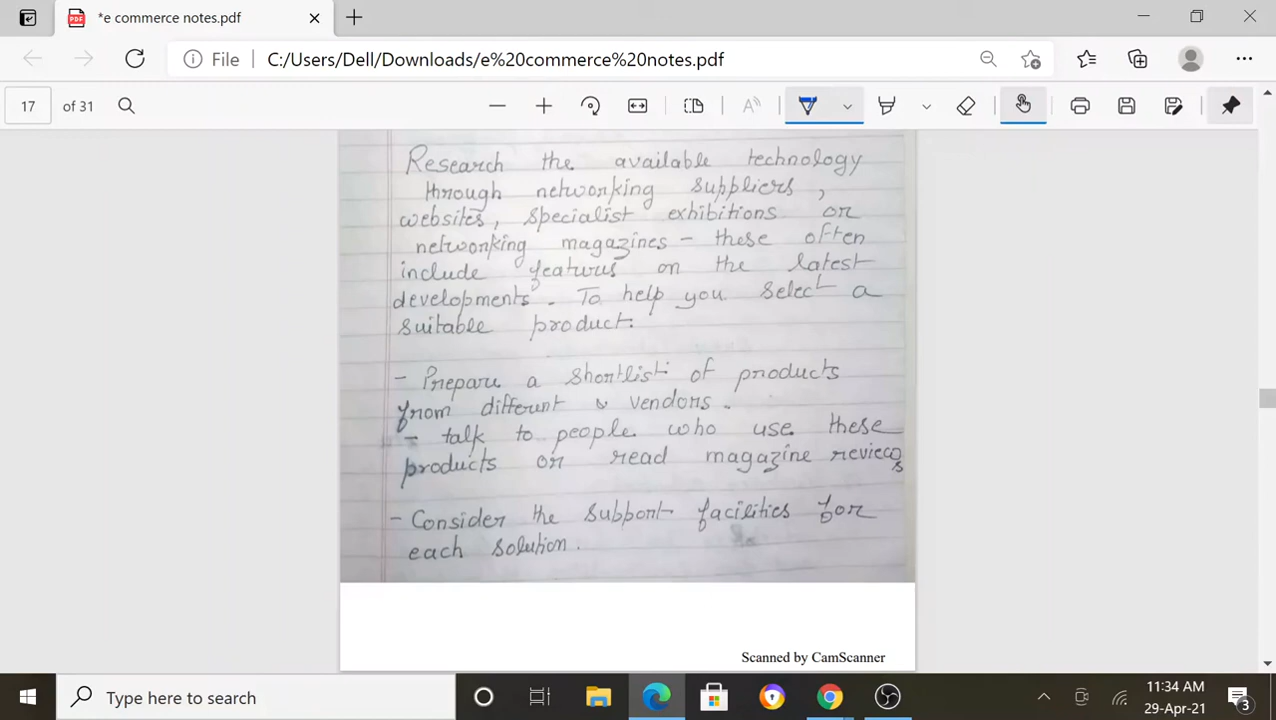 *e commerce notes.pdf
File C:/Users/Dell/Downloads/e%20commerce%20notes.pdf
17 of 31
Research the available technology
through networking suppliers,
websites, specialist exhibitions or
networking magazines - these often
include features on the latest
developments. To help you select a
suitable product:
- Prepare a shortlist of products
from different vendors.
- talk to people who use these
products or read magazine reviews
- Consider the support facilities for
each solution.
Scanned by CamScanner
Type here to search
11:34 AM
29-Apr-21
3